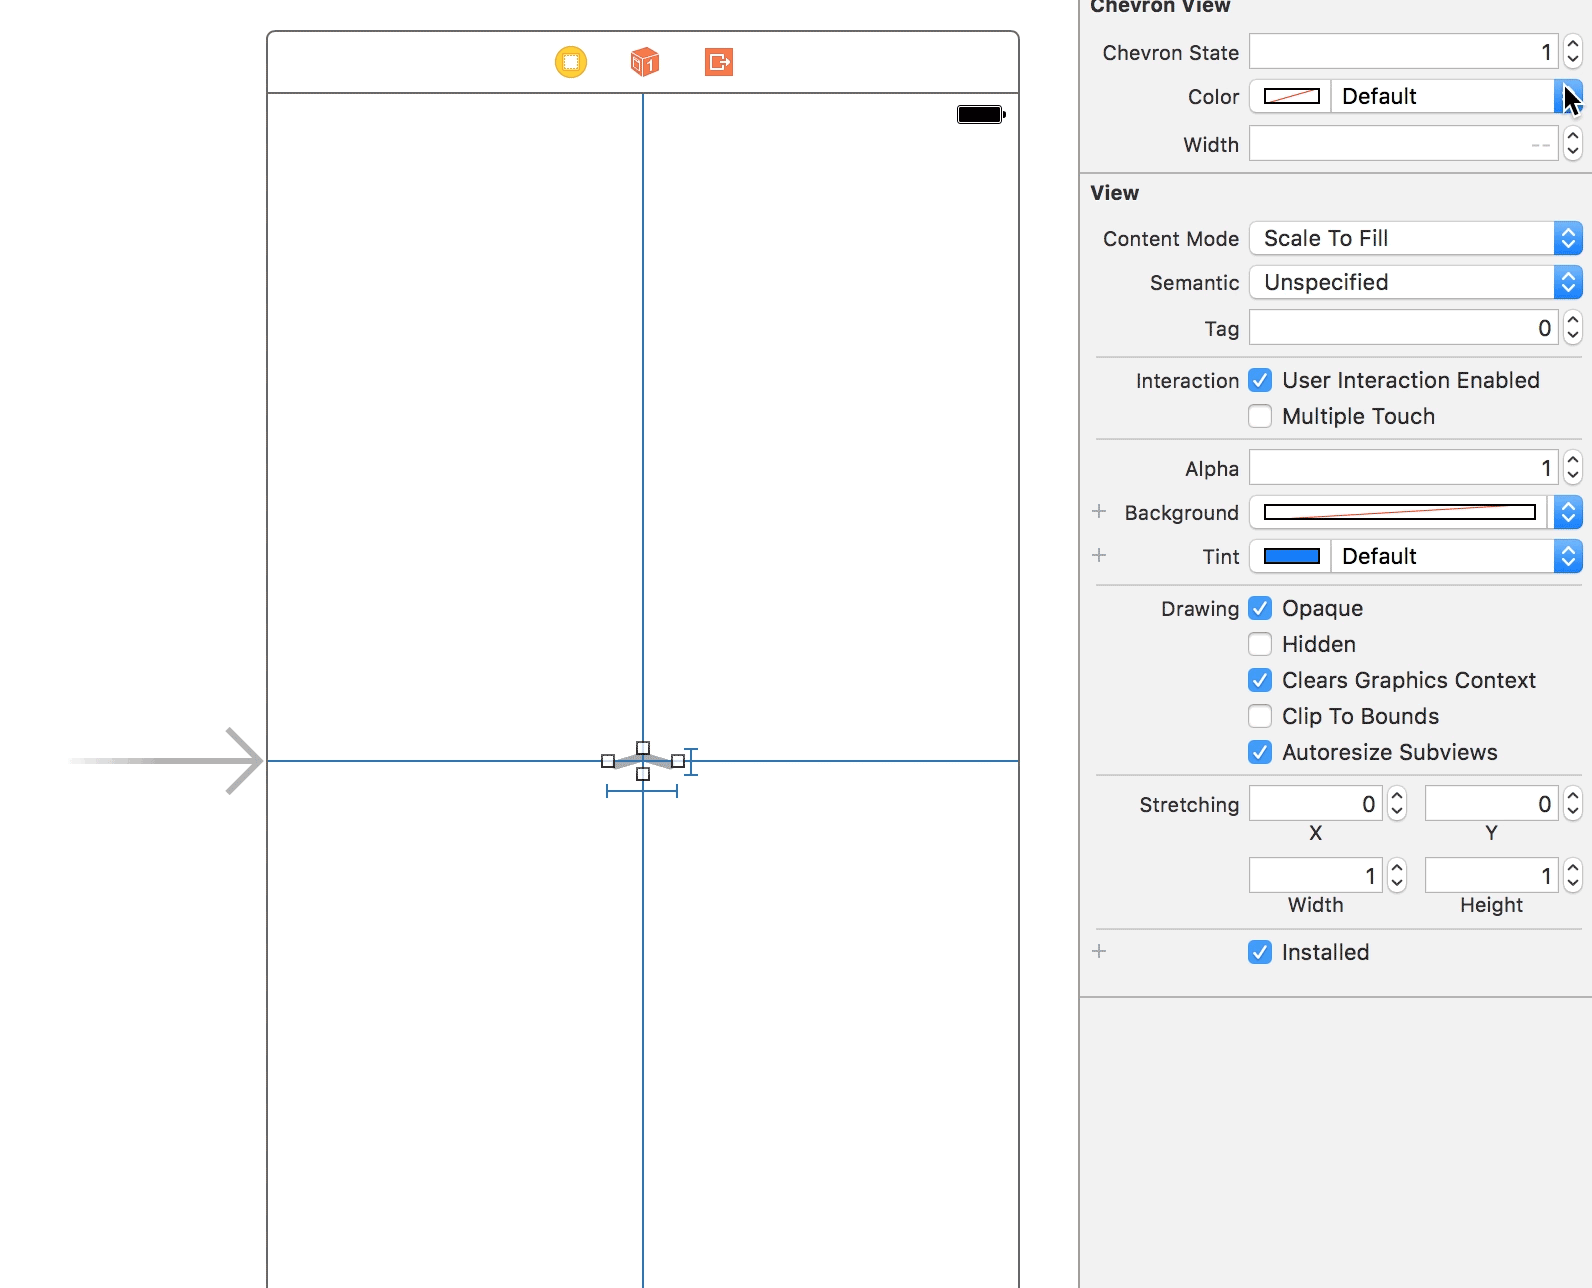 Chevron View
Chevron State 1
Color Default
Width --
View
Content Mode Scale To Fill
Semantic Unspecified
Tag 0
Interaction User Interaction Enabled
Multiple Touch
Alpha 1
+ Background
+ Tint Default
Drawing Opaque
Hidden
Clears Graphics Context
Clip To Bounds
Autoresize Subviews
Stretching 0 0
X Y
1 1
Width Height
+ Installed
1